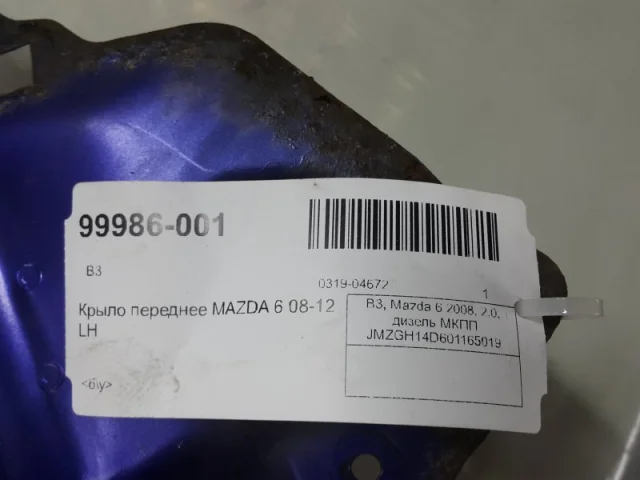 99986-001
B3
0319-04672 1
Крыло переднее MAZDA 6 08-12
LH
B3, Mazda 6 2008, 2.0,
дизель МКПП
JMZGH14D601165019
<б/у>